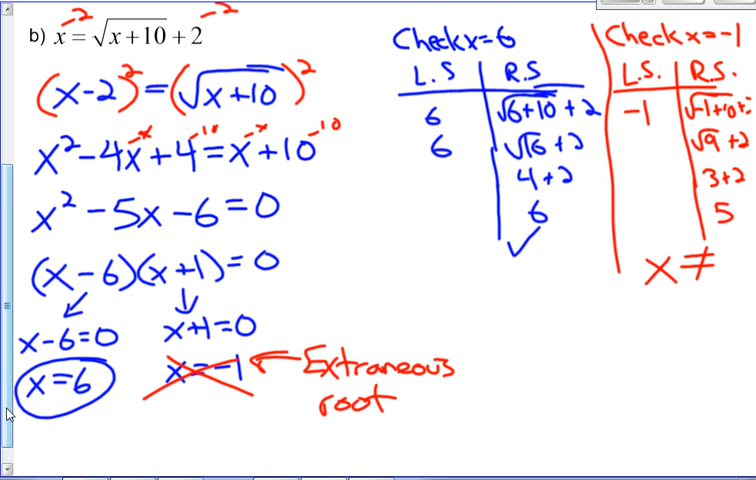 -2 -2
b) x = √(x+10) + 2
(x-2)² = (√(x+10))²
-x -10 -x -10
x² - 4x + 4 = x + 10
x² - 5x - 6 = 0
(x-6)(x+1) = 0
↙ ↓
x-6=0 x+1=0
x=6 x=-1 ← Extraneous
root
Check x=6
L.S R.S
6 √(6+10) + 2
6 √16 + 2
4+2
6
✓
Check x=-1
L.S. R.S.
-1 √(-1+10) + 2
√9 + 2
3+2
5
x ≠